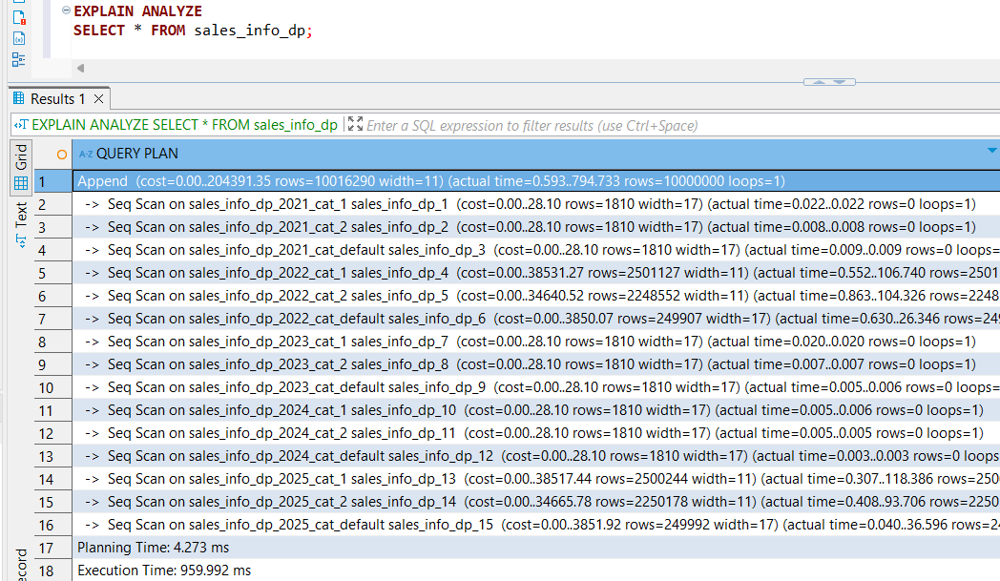 EXPLAIN ANALYZE
SELECT * FROM sales_info_dp;
Results 1
EXPLAIN ANALYZE SELECT * FROM sales_info_dp
Enter a SQL expression to filter results (use Ctrl+Space)
Grid
Text
A-Z QUERY PLAN
1 Append (cost=0.00..204391.35 rows=10016290 width=11) (actual time=0.593..794.733 rows=10000000 loops=1)
2 -> Seq Scan on sales_info_dp_2021_cat_1 sales_info_dp_1 (cost=0.00..28.10 rows=1810 width=17) (actual time=0.022..0.022 rows=0 loops=1)
3 -> Seq Scan on sales_info_dp_2021_cat_2 sales_info_dp_2 (cost=0.00..28.10 rows=1810 width=17) (actual time=0.008..0.008 rows=0 loops=1)
4 -> Seq Scan on sales_info_dp_2021_cat_default sales_info_dp_3 (cost=0.00..28.10 rows=1810 width=17) (actual time=0.009..0.009 rows=0 loops=
5 -> Seq Scan on sales_info_dp_2022_cat_1 sales_info_dp_4 (cost=0.00..38531.27 rows=2501127 width=11) (actual time=0.552..106.740 rows=2501
6 -> Seq Scan on sales_info_dp_2022_cat_2 sales_info_dp_5 (cost=0.00..34640.52 rows=2248552 width=11) (actual time=0.863..104.326 rows=2248
7 -> Seq Scan on sales_info_dp_2022_cat_default sales_info_dp_6 (cost=0.00..3850.07 rows=249907 width=17) (actual time=0.630..26.346 rows=249
8 -> Seq Scan on sales_info_dp_2023_cat_1 sales_info_dp_7 (cost=0.00..28.10 rows=1810 width=17) (actual time=0.020..0.020 rows=0 loops=1)
9 -> Seq Scan on sales_info_dp_2023_cat_2 sales_info_dp_8 (cost=0.00..28.10 rows=1810 width=17) (actual time=0.007..0.007 rows=0 loops=1)
10 -> Seq Scan on sales_info_dp_2023_cat_default sales_info_dp_9 (cost=0.00..28.10 rows=1810 width=17) (actual time=0.005..0.006 rows=0 loops=
11 -> Seq Scan on sales_info_dp_2024_cat_1 sales_info_dp_10 (cost=0.00..28.10 rows=1810 width=17) (actual time=0.005..0.006 rows=0 loops=1)
12 -> Seq Scan on sales_info_dp_2024_cat_2 sales_info_dp_11 (cost=0.00..28.10 rows=1810 width=17) (actual time=0.005..0.005 rows=0 loops=1)
13 -> Seq Scan on sales_info_dp_2024_cat_default sales_info_dp_12 (cost=0.00..28.10 rows=1810 width=17) (actual time=0.003..0.003 rows=0 loops
14 -> Seq Scan on sales_info_dp_2025_cat_1 sales_info_dp_13 (cost=0.00..38517.44 rows=2500244 width=11) (actual time=0.307..118.386 rows=250
15 -> Seq Scan on sales_info_dp_2025_cat_2 sales_info_dp_14 (cost=0.00..34665.78 rows=2250178 width=11) (actual time=0.408..93.706 rows=2250
16 -> Seq Scan on sales_info_dp_2025_cat_default sales_info_dp_15 (cost=0.00..3851.92 rows=249992 width=17) (actual time=0.040..36.596 rows=24
17 Planning Time: 4.273 ms
18 Execution Time: 959.992 ms